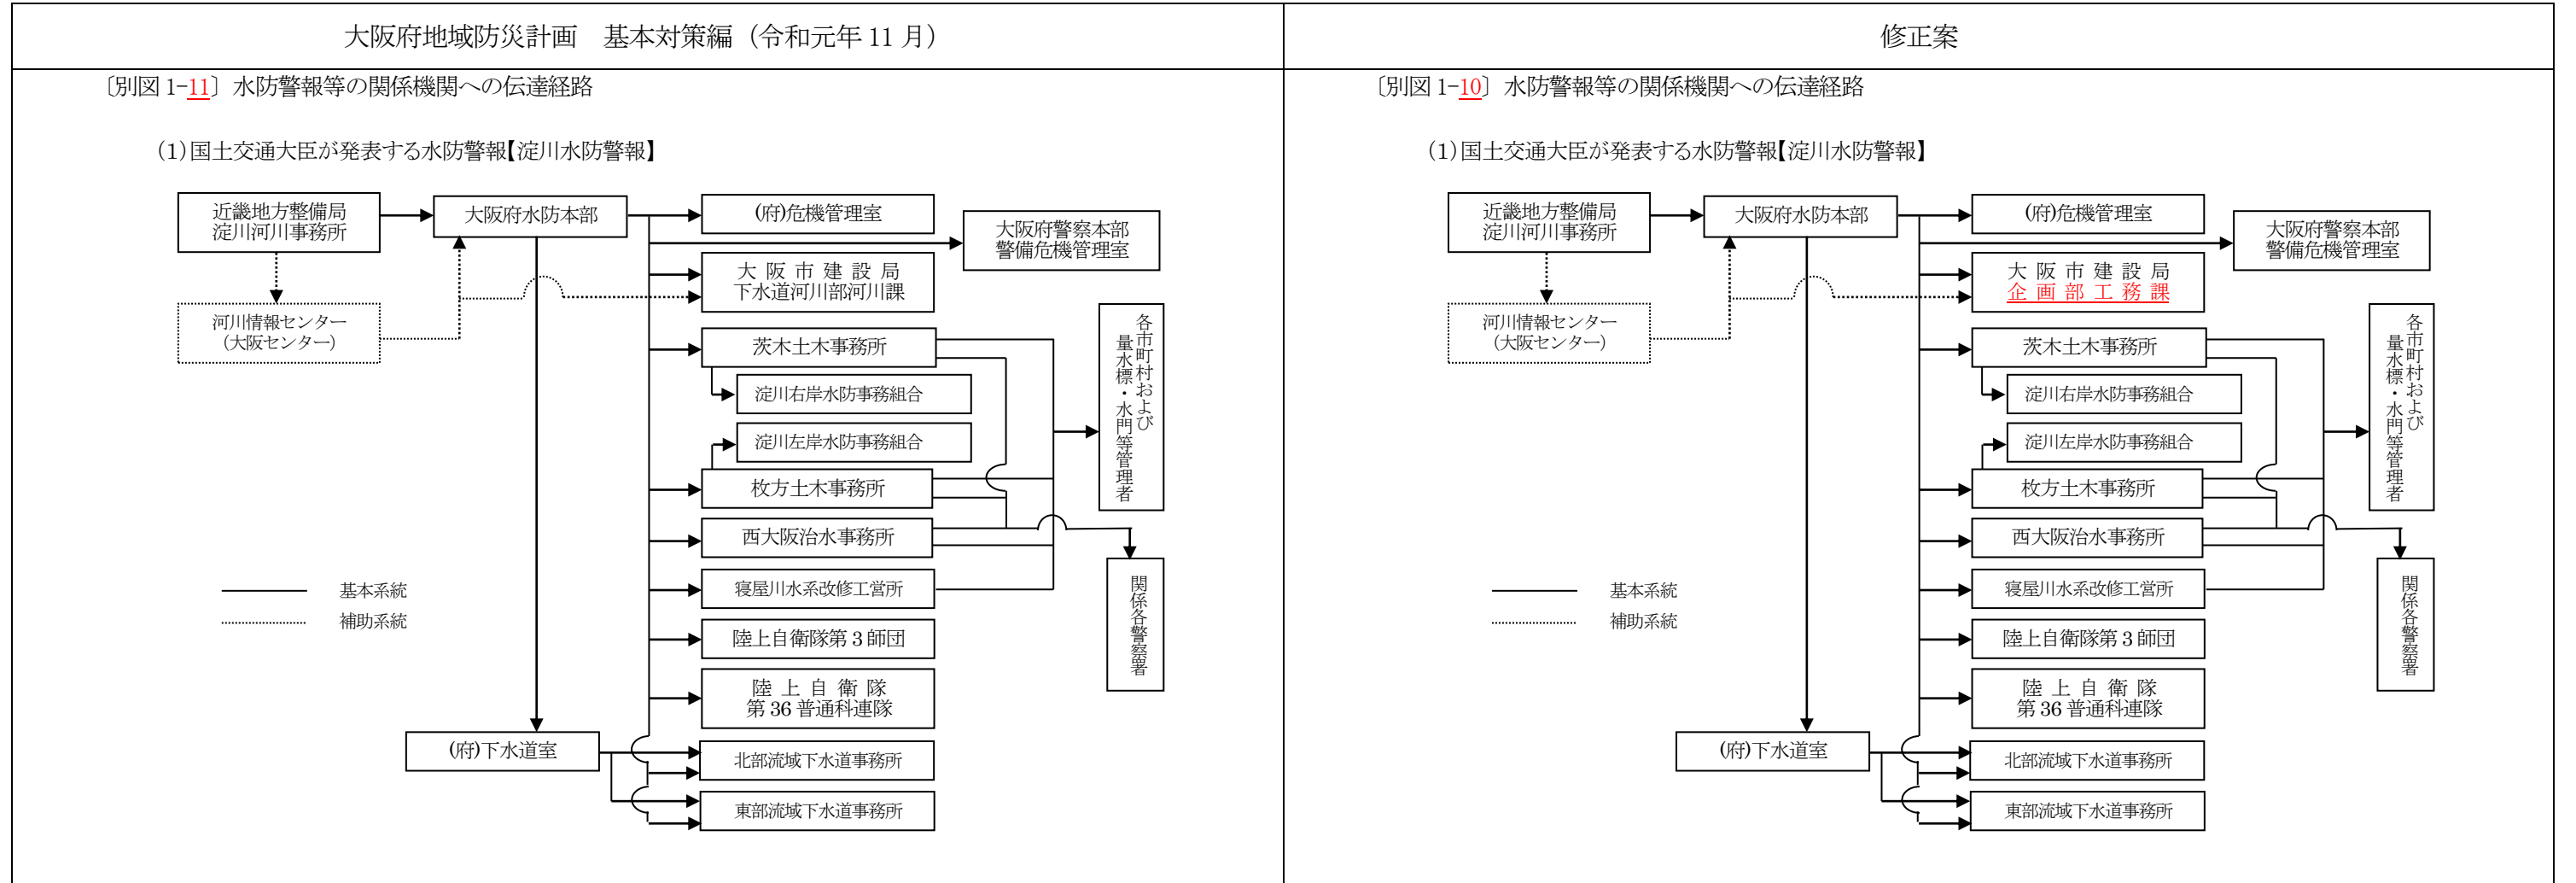 大阪府地域防災計画　基本対策編（令和元年 11 月）
〔別図 1-11〕水防警報等の関係機関への伝達経路
(1)国土交通大臣が発表する水防警報【淀川水防警報】
近畿地方整備局
淀川河川事務所
大阪府水防本部
(府)危機管理室
大阪府警察本部
警備危機管理室
大阪市建設局
下水道河川部河川課
河川情報センター
（大阪センター）
茨木土木事務所
淀川右岸水防事務組合
淀川左岸水防事務組合
枚方土木事務所
西大阪治水事務所
寝屋川水系改修工営所
陸上自衛隊第 3 師団
陸上自衛隊
第 36 普通科連隊
(府)下水道室
北部流域下水道事務所
東部流域下水道事務所
各市町村および
量水標・水門等管理者
関係各警察署
基本系統
補助系統
修正案
〔別図 1-10〕水防警報等の関係機関への伝達経路
(1)国土交通大臣が発表する水防警報【淀川水防警報】
近畿地方整備局
淀川河川事務所
大阪府水防本部
(府)危機管理室
大阪府警察本部
警備危機管理室
大阪市建設局
企画部工務課
河川情報センター
（大阪センター）
茨木土木事務所
淀川右岸水防事務組合
淀川左岸水防事務組合
枚方土木事務所
西大阪治水事務所
寝屋川水系改修工営所
陸上自衛隊第 3 師団
陸上自衛隊
第 36 普通科連隊
(府)下水道室
北部流域下水道事務所
東部流域下水道事務所
各市町村および
量水標・水門等管理者
関係各警察署
基本系統
補助系統